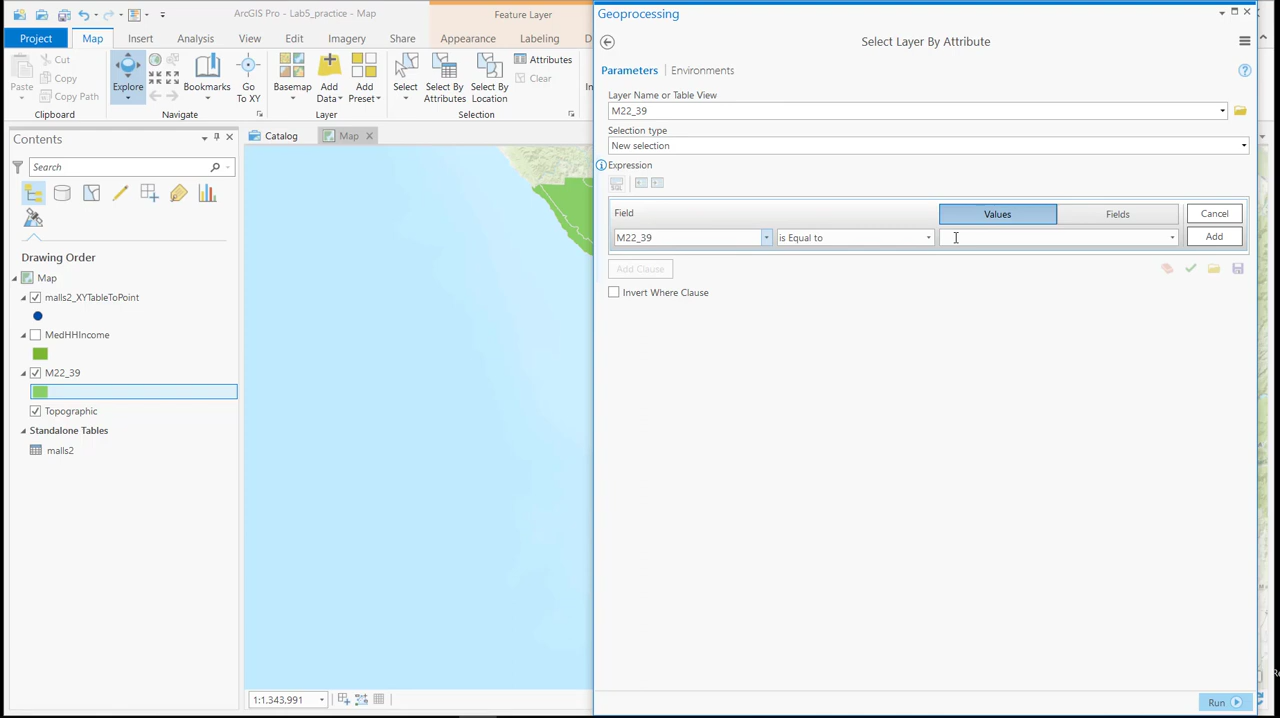 ArcGIS Pro - Lab5_practice - Map
Feature Layer
Project Map Insert Analysis View Edit Imagery Share Appearance Labeling
Paste
Cut
Copy
Copy Path
Clipboard
Explore
Bookmarks
Go To XY
Navigate
Basemap
Add Data
Add Preset
Layer
Select
Select By Attributes
Select By Location
Attributes
Clear
Selection
Contents
Search
Drawing Order
Map
malls2_XYTableToPoint
MedHHIncome
M22_39
Topographic
Standalone Tables
malls2
Catalog
Map
1:1,343,991
Geoprocessing
Select Layer By Attribute
Parameters Environments
Layer Name or Table View
M22_39
Selection type
New selection
Expression
SQL
Field Values Fields Cancel
M22_39 is Equal to Add
Add Clause
Invert Where Clause
Run